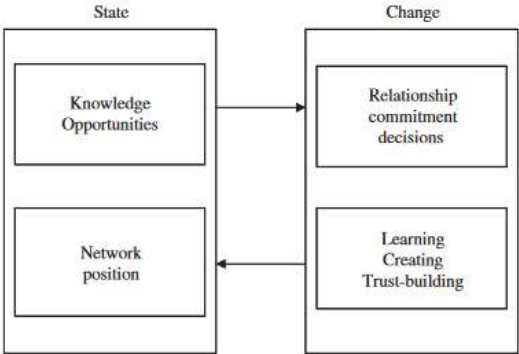 State
Change
Knowledge
Opportunities
Relationship
commitment
decisions
Network
position
Learning
Creating
Trust-building